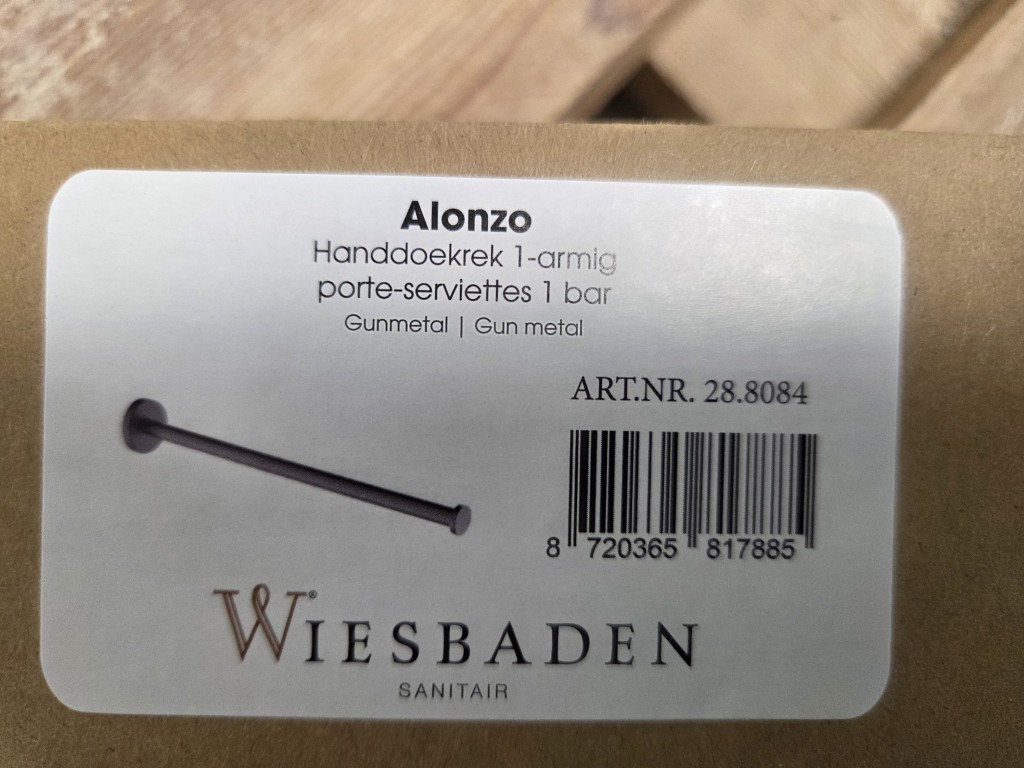 Alonzo
Handdoekrek 1-armig
porte-serviettes 1 bar
Gunmetal | Gun metal
ART.NR. 28.8084
8 720365 817885
WIESBADEN®
SANITAIR